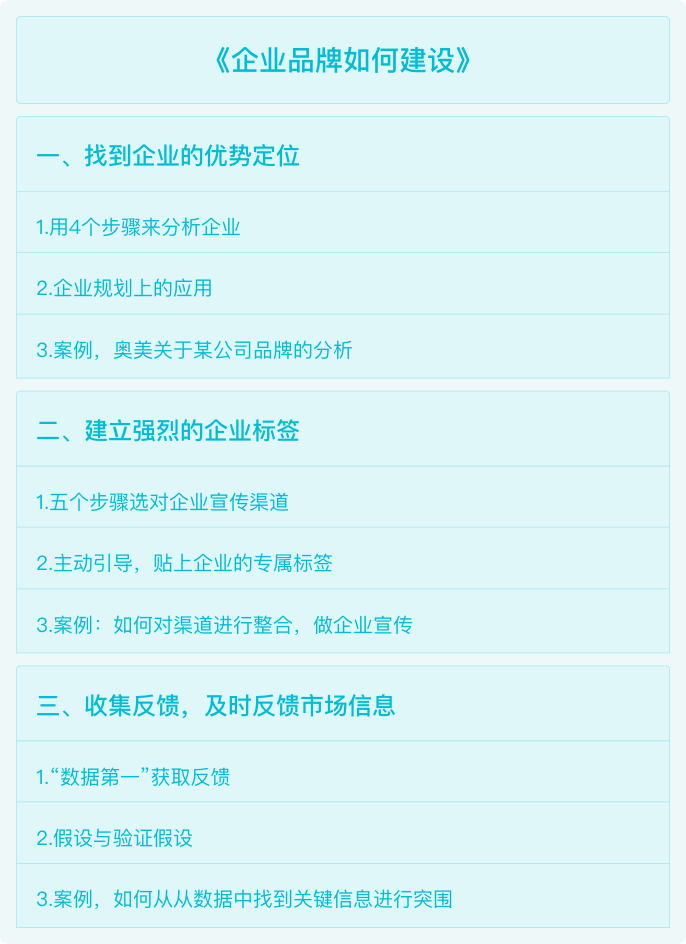 《企业品牌如何建设》
一、找到企业的优势定位
1.用4个步骤来分析企业
2.企业规划上的应用
3.案例，奥美关于某公司品牌的分析
二、建立强烈的企业标签
1.五个步骤选对企业宣传渠道
2.主动引导，贴上企业的专属标签
3.案例：如何对渠道进行整合，做企业宣传
三、收集反馈，及时反馈市场信息
1.“数据第一”获取反馈
2.假设与验证假设
3.案例，如何从从数据中找到关键信息进行突围